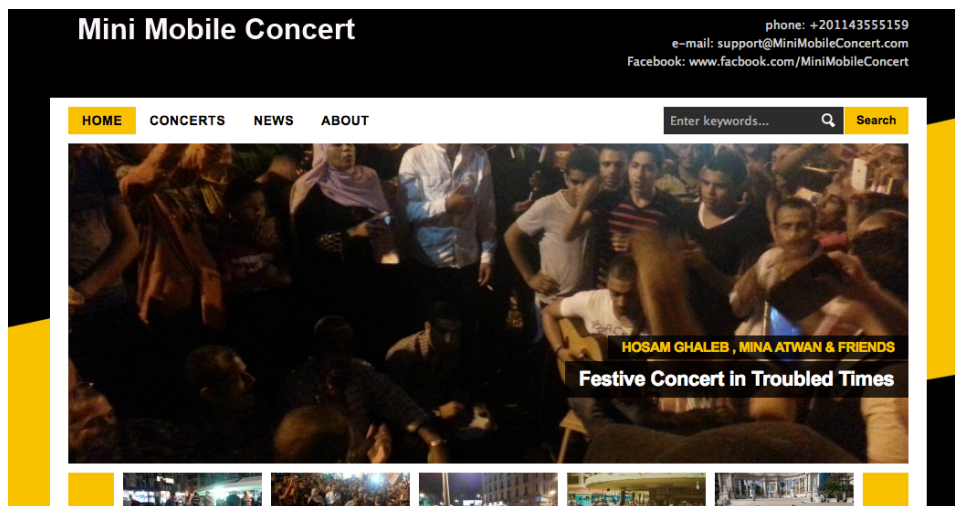 Mini Mobile Concert
phone: +201143555159
e-mail: support@MiniMobileConcert.com
Facebook: www.facbook.com/MiniMobileConcert
HOME CONCERTS NEWS ABOUT Enter keywords... Search
HOSAM GHALEB , MINA ATWAN & FRIENDS
Festive Concert in Troubled Times